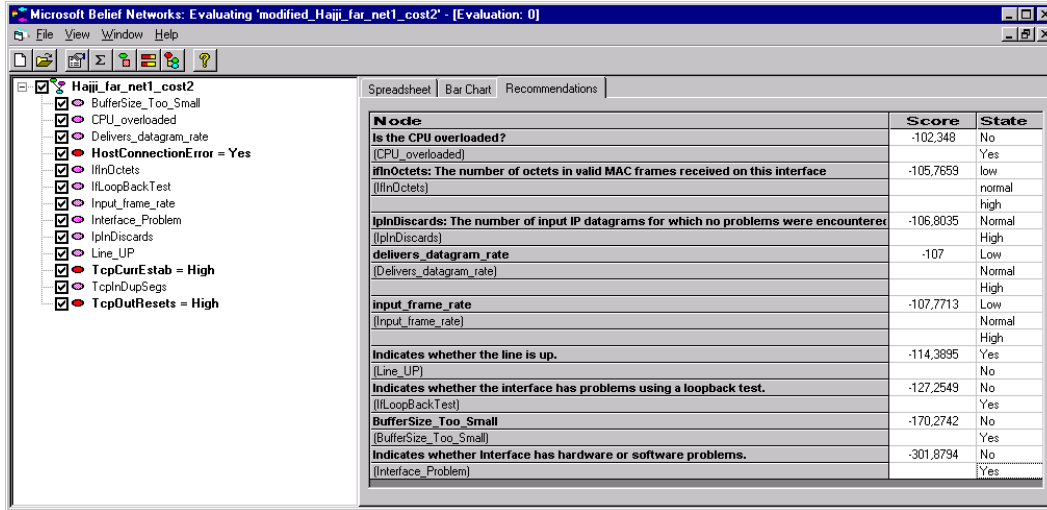 Microsoft Belief Networks: Evaluating 'modified_Hajji_far_net1_cost2' - [Evaluation: 0]
File View Window Help
Hajji_far_net1_cost2
BufferSize_Too_Small
CPU_overloaded
Delivers_datagram_rate
HostConnectionError = Yes
IfInOctets
IfLoopBackTest
Input_frame_rate
Interface_Problem
IpInDiscards
Line_UP
TcpCurrEstab = High
TcpInDupSegs
TcpOutResets = High
Spreadsheet Bar Chart Recommendations
Node Score State
Is the CPU overloaded? -102,348 No
(CPU_overloaded) Yes
ifInOctets: The number of octets in valid MAC frames received on this interface -105,7659 low
(IfInOctets) normal
high
IpInDiscards: The number of input IP datagrams for which no problems were encountered -106,8035 Normal
(IpInDiscards) High
delivers_datagram_rate -107 Low
(Delivers_datagram_rate) Normal
High
input_frame_rate -107,7713 Low
(Input_frame_rate) Normal
High
Indicates whether the line is up. -114,3895 Yes
(Line_UP) No
Indicates whether the interface has problems using a loopback test. -127,2549 No
(IfLoopBackTest) Yes
BufferSize_Too_Small -170,2742 No
(BufferSize_Too_Small) Yes
Indicates whether Interface has hardware or software problems. -301,8794 No
(Interface_Problem) Yes